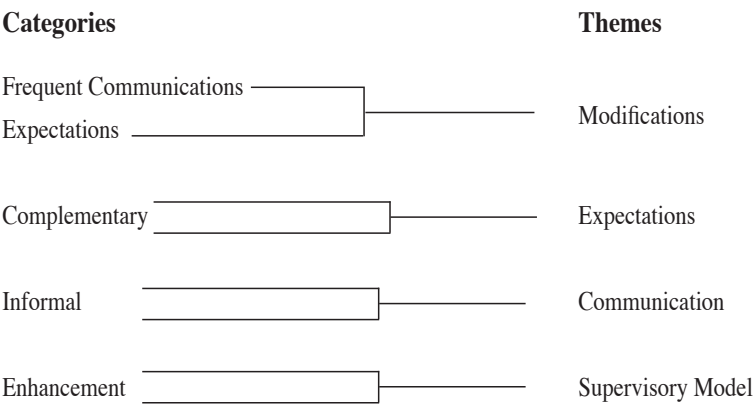 Categories Themes
Frequent Communications
Expectations
Modifications
Complementary Expectations
Informal Communication
Enhancement Supervisory Model